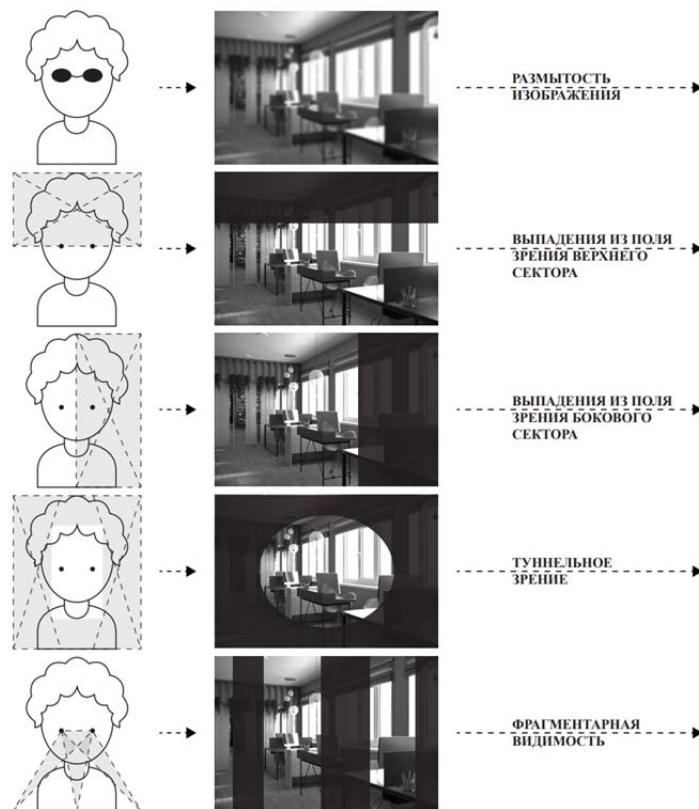 РАЗМЫТОСТЬ
ИЗОБРАЖЕНИЯ
ВЫПАДЕНИЯ ИЗ ПОЛЯ
ЗРЕНИЯ ВЕРХНЕГО
СЕКТОРА
ВЫПАДЕНИЯ ИЗ ПОЛЯ
ЗРЕНИЯ БОКОВОГО
СЕКТОРА
ТУННЕЛЬНОЕ
ЗРЕНИЕ
ФРАГМЕНТАРНАЯ
ВИДИМОСТЬ